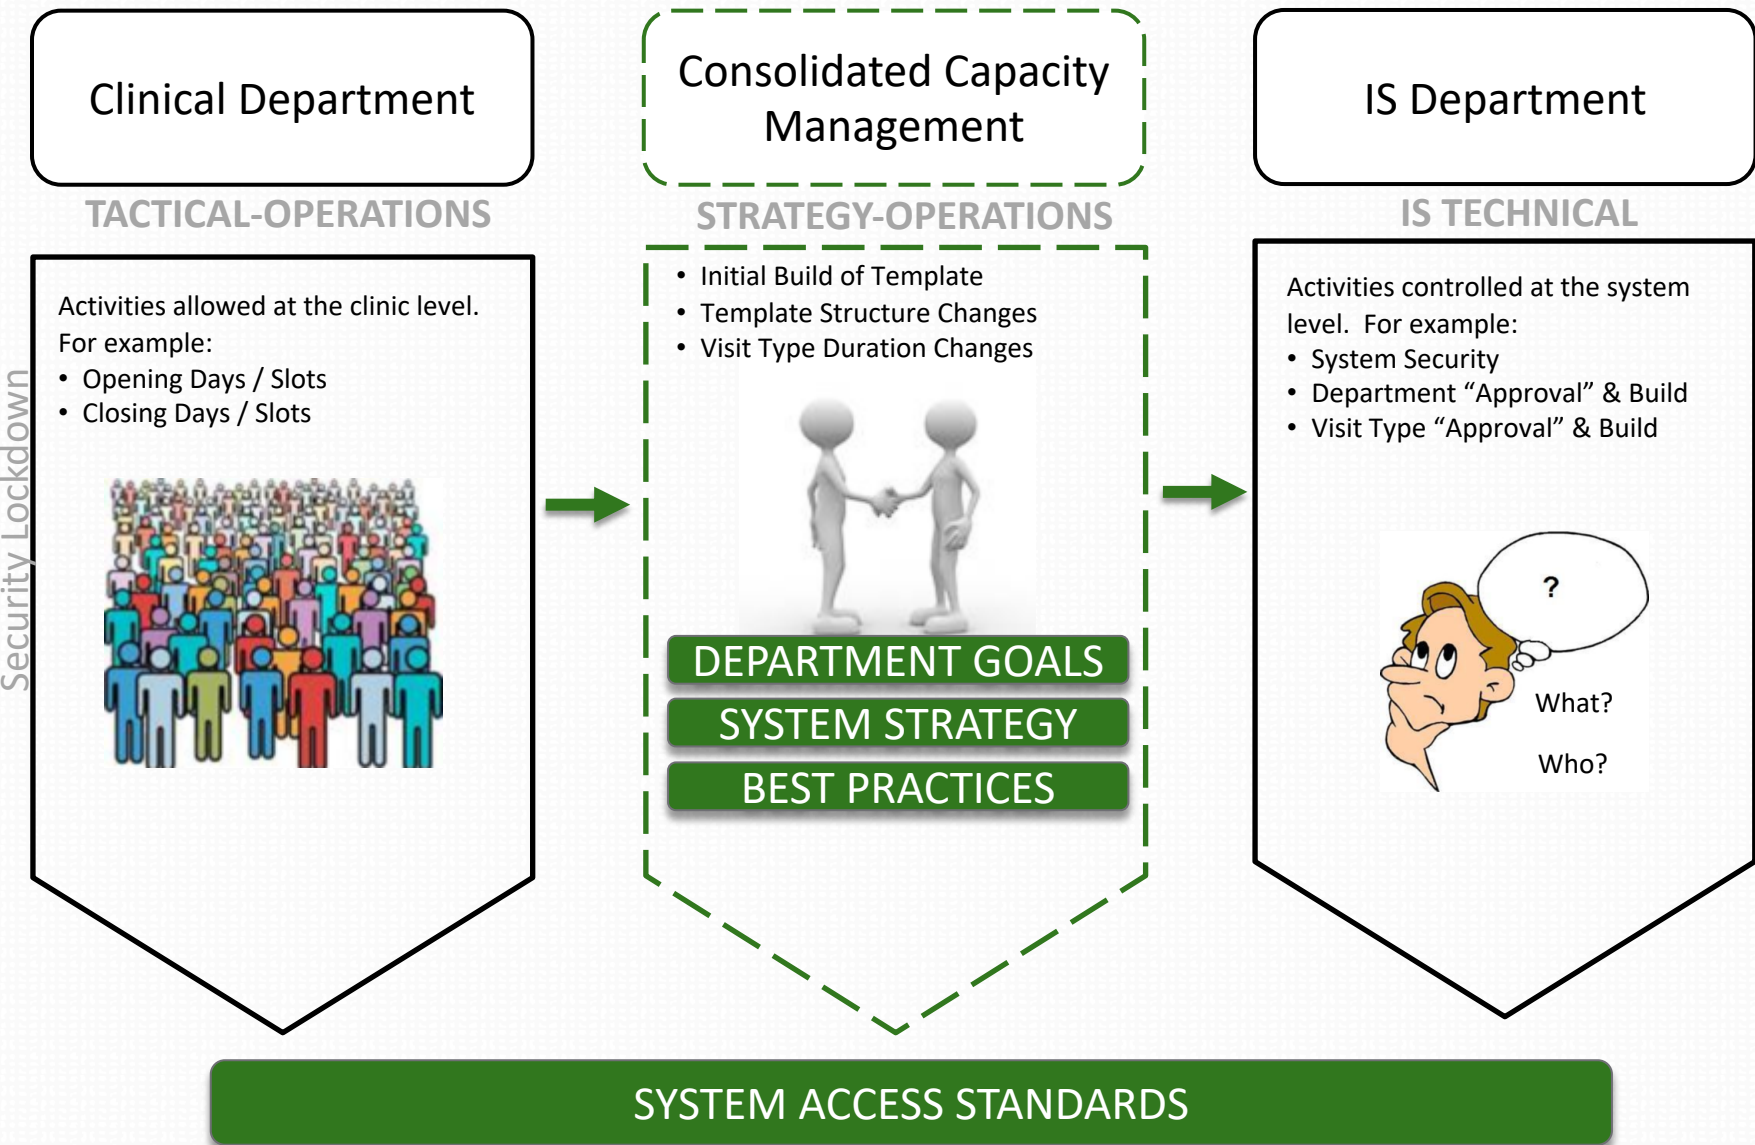 Clinical Department
TACTICAL-OPERATIONS
Activities allowed at the clinic level.
For example:
• Opening Days / Slots
• Closing Days / Slots
Security Lockdown
Consolidated Capacity
Management
STRATEGY-OPERATIONS
• Initial Build of Template
• Template Structure Changes
• Visit Type Duration Changes
DEPARTMENT GOALS
SYSTEM STRATEGY
BEST PRACTICES
IS Department
IS TECHNICAL
Activities controlled at the system
level.  For example:
• System Security
• Department “Approval” & Build
• Visit Type “Approval” & Build
?
What?
Who?
SYSTEM ACCESS STANDARDS